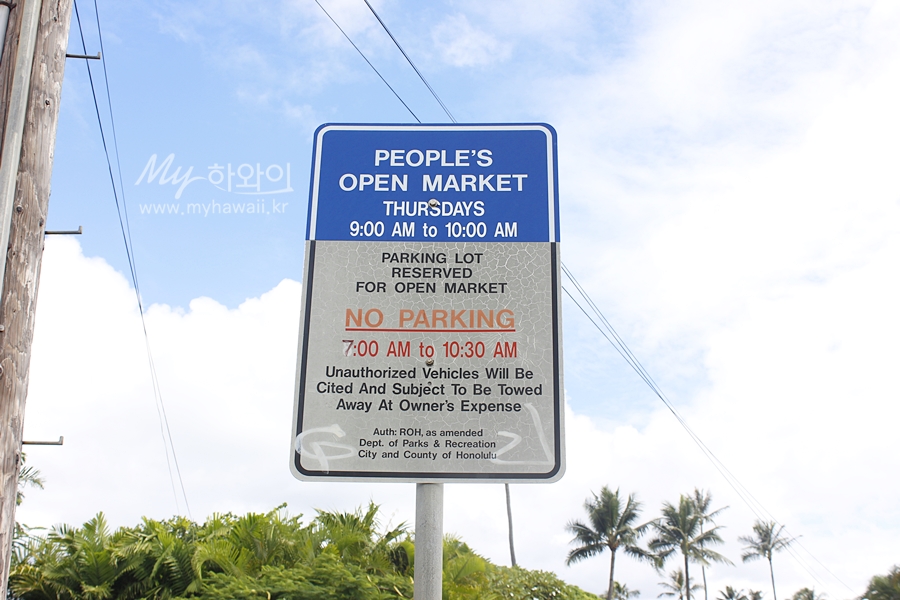 My 하와이
www.myhawaii.kr
PEOPLE'S
OPEN MARKET
THURSDAYS
9:00 AM to 10:00 AM
PARKING LOT
RESERVED
FOR OPEN MARKET
NO PARKING
7:00 AM to 10:30 AM
Unauthorized Vehicles Will Be
Cited And Subject To Be Towed
Away At Owner's Expense
Auth: ROH, as amended
Dept. of Parks & Recreation
City and County of Honolulu